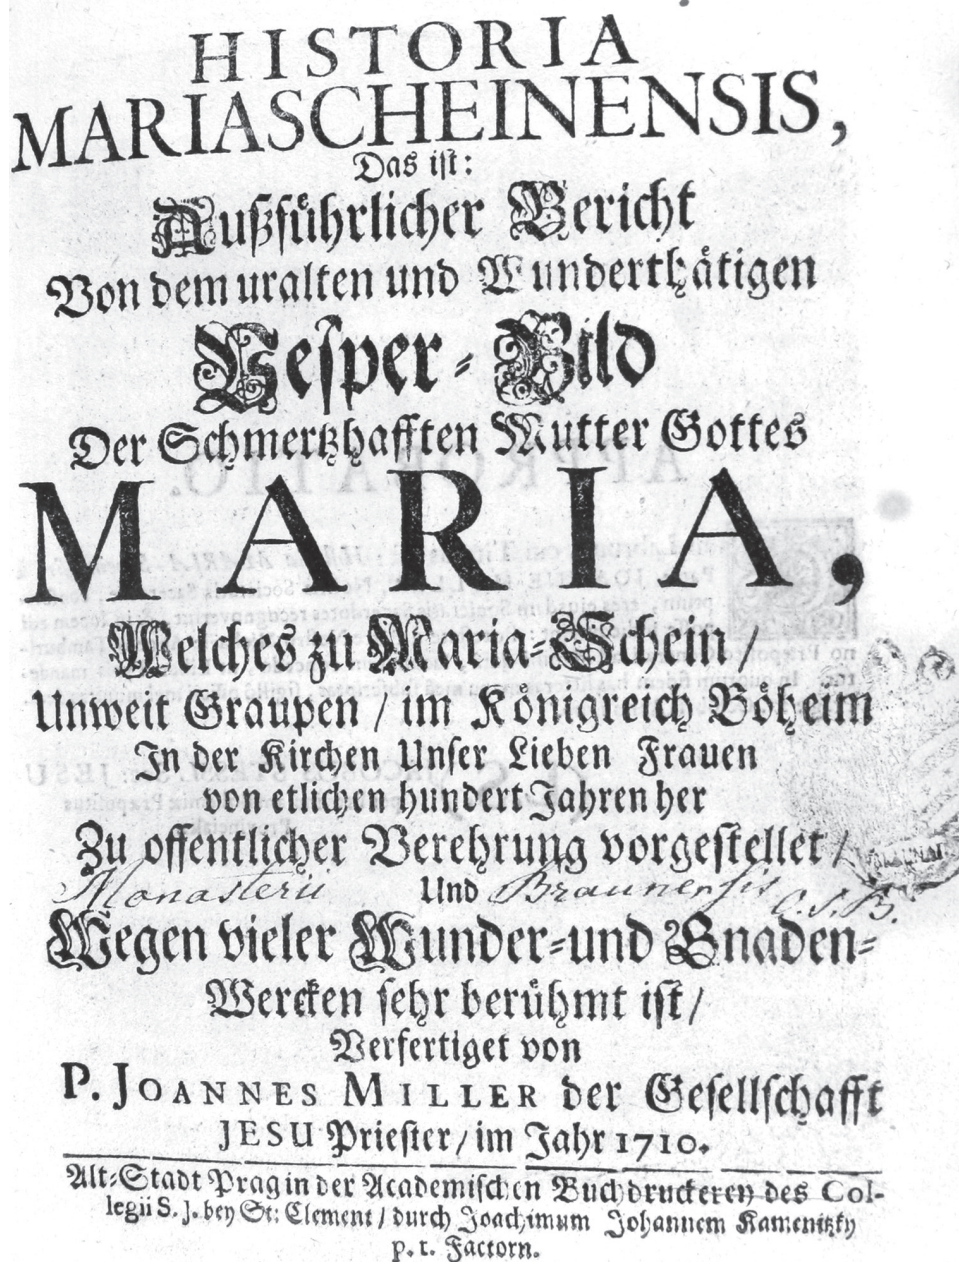 HISTORIA
MARIASCHEINENSIS,
Das ist:
Außführlicher Bericht
Von dem uralten und Wunderthätigen
Vesper-Bild
Der Schmertzhafften Mutter Gottes
MARIA,
Welches zu Maria-Schein /
Unweit Graupen / im Königreich Böheim
In der Kirchen Unser Lieben Frauen
von etlichen hundert Jahren her
Zu offentlicher Verehrung vorgestellet /
Monasterii Und Braunensis O.S.B.
Wegen vieler Wunder-und Gnaden-
Wercken sehr berühmt ist /
Verfertiget von
P. JOANNES MILLER der Gesellschafft
JESU Priester / im Jahr 1710.
Alt-Stadt Prag in der Academischen Buchdruckerey des Col-
legii S. J. bey St: Clement / durch Joachimum Johannem Kamenitzky
p. t. Factorn.